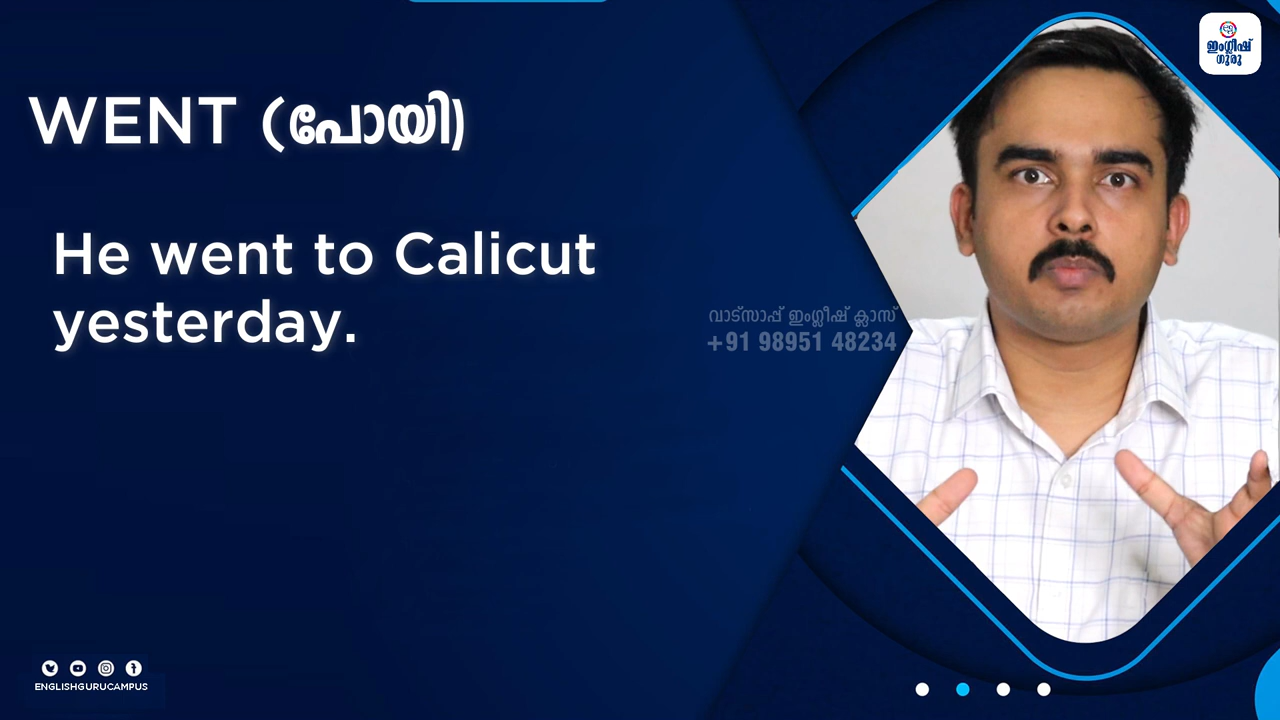 WENT (പോയി)
He went to Calicut
yesterday.
വാട്സാപ്പ് ഇംഗ്ലീഷ് ക്ലാസ്
+91 98951 48234
ഇംഗ്ലീഷ്
ഗുരു
ENGLISHGURUCAMPUS